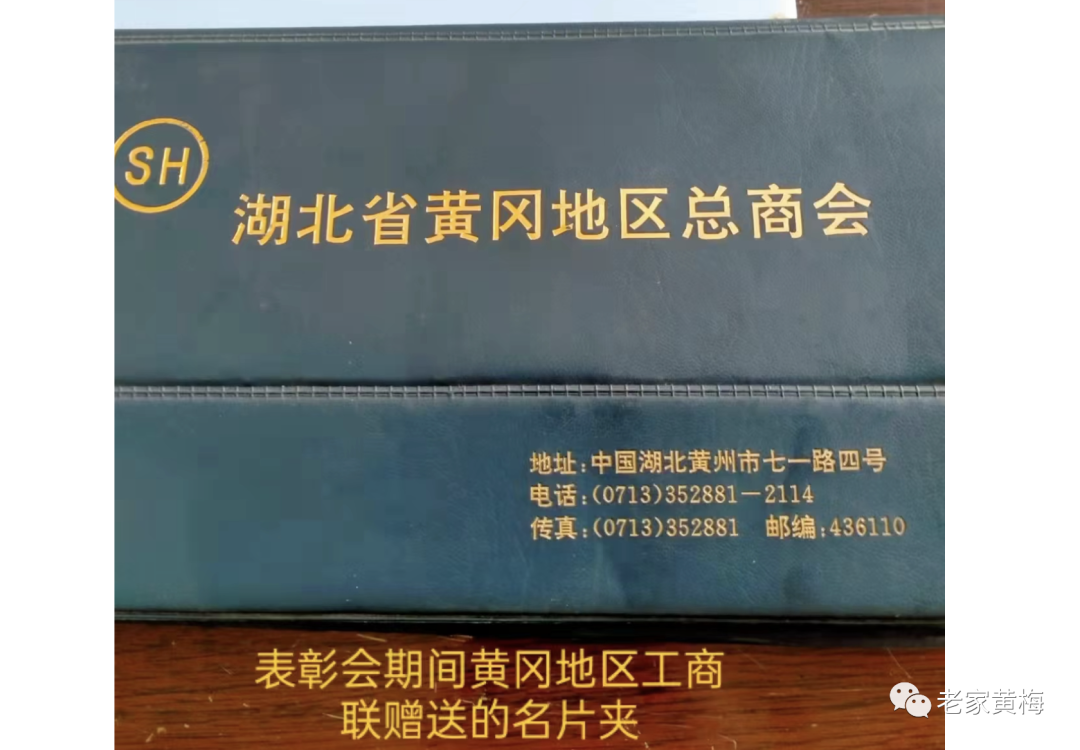 SH
湖北省黄冈地区总商会
地址:中国湖北黄州市七一路四号
电话:(0713)352881-2114
传真:(0713)352881 邮编:436110
表彰会期间黄冈地区工商
联赠送的名片夹
老家黄梅